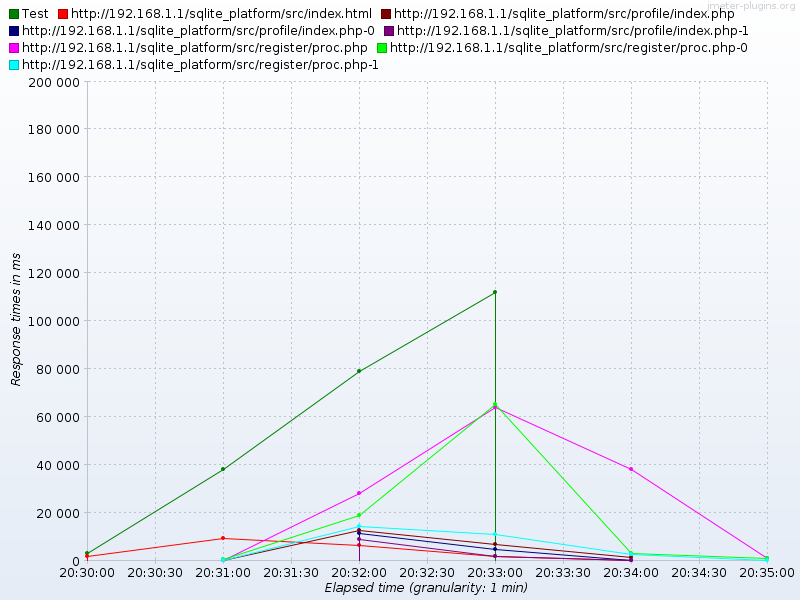 jmeter-plugins.org
Test http://192.168.1.1/sqlite_platform/src/index.html http://192.168.1.1/sqlite_platform/src/profile/index.php
http://192.168.1.1/sqlite_platform/src/profile/index.php-0 http://192.168.1.1/sqlite_platform/src/profile/index.php-1
http://192.168.1.1/sqlite_platform/src/register/proc.php http://192.168.1.1/sqlite_platform/src/register/proc.php-0
http://192.168.1.1/sqlite_platform/src/register/proc.php-1
200 000
180 000
160 000
140 000
120 000
100 000
80 000
60 000
40 000
20 000
0
Response times in ms
20:30:00 20:30:30 20:31:00 20:31:30 20:32:00 20:32:30 20:33:00 20:33:30 20:34:00 20:34:30 20:35:00
Elapsed time (granularity: 1 min)